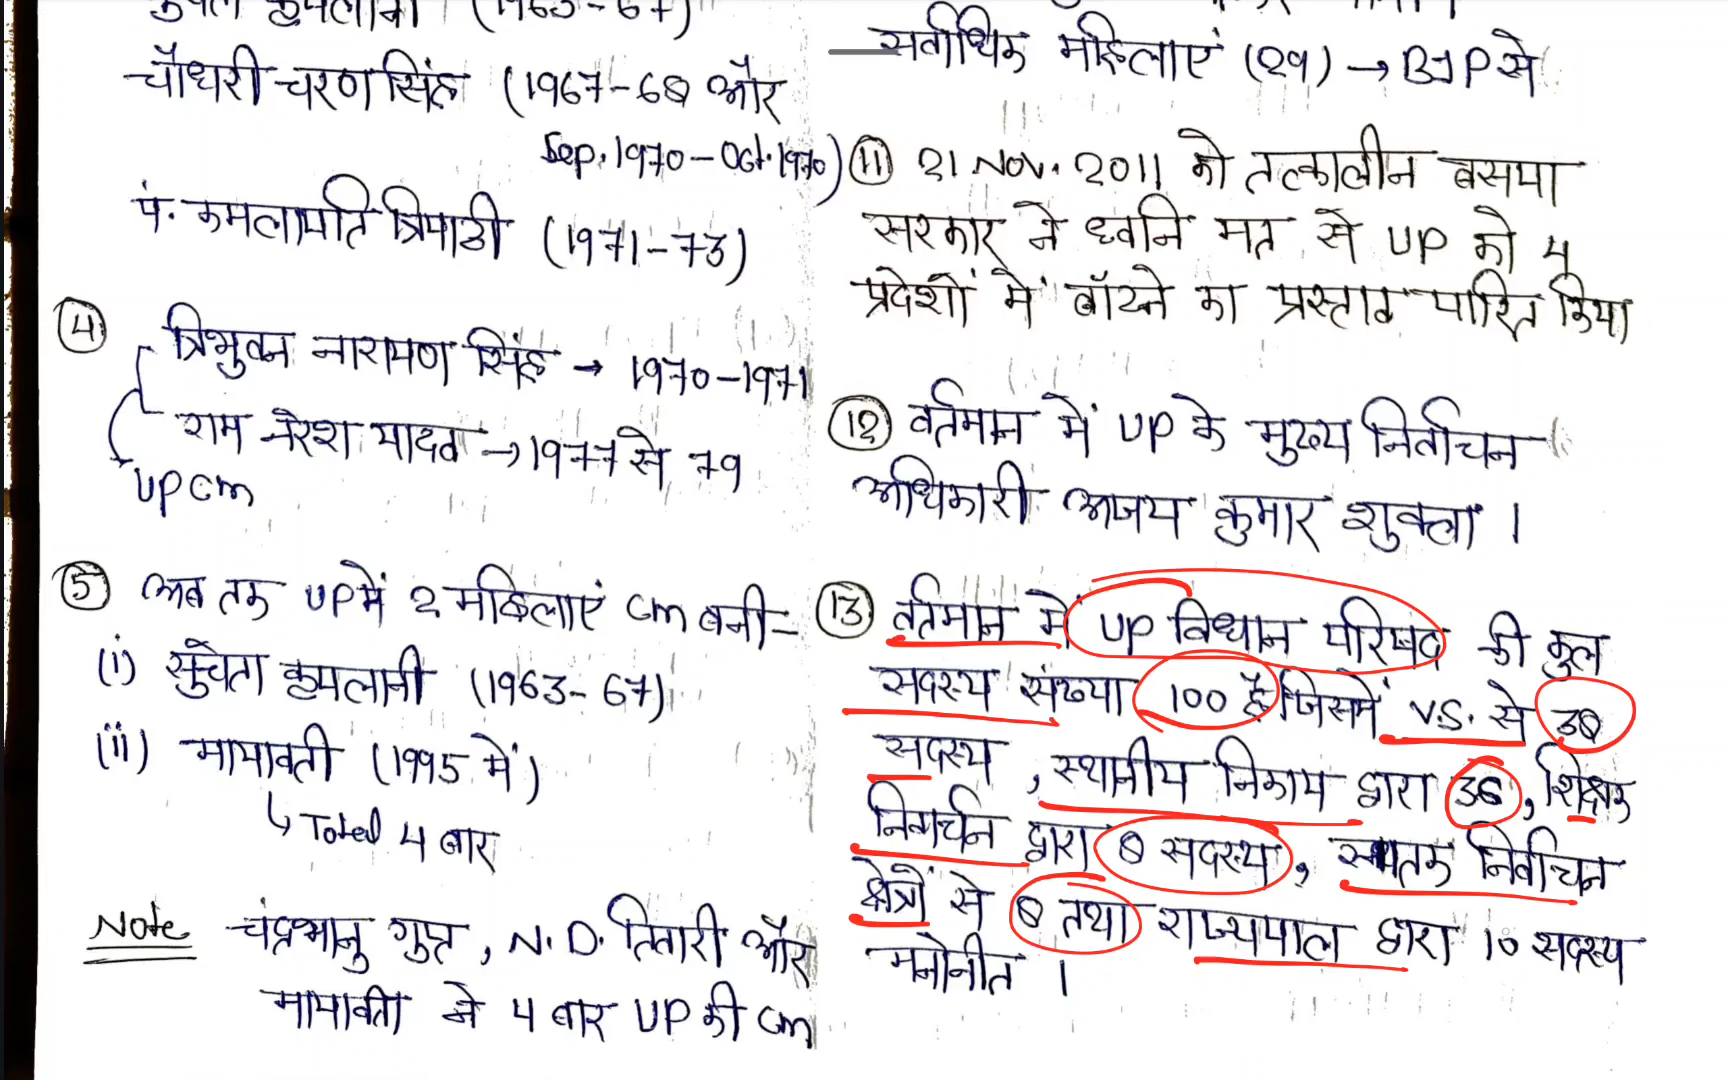 कृपलानी (1963-67)
चौधरी चरण सिंह (1967-68 और
Sep. 1970 - Oct. 1970)
पं. कमलापति त्रिपाठी (1971-73)
④ त्रिभुवन नारायण सिंह → 1970-1971
राम नरेश यादव → 1977 से 79
UP CM
⑤ अब तक UP में 2 महिलाएं CM बनी-
(i) सुचेता कृपलानी (1963-67)
(ii) मायावती (1995 में)
↳ Total 4 बार
Note चंद्रभानु गुप्त, N.D. तिवारी और
मायावती ने 4 बार UP की CM
सर्वाधिक महिलाएं (29) → BJP से
⑪ 21 Nov. 2011 को तत्कालीन बसपा
सरकार ने ध्वनि मत से UP को 4
प्रदेशों में बाँटने का प्रस्ताव पारित किया
⑫ वर्तमान में UP के मुख्य निर्वाचन
अधिकारी अजय कुमार शुक्ला ।
⑬ वर्तमान में UP विधान परिषद की कुल
सदस्य संख्या 100 है जिसमें V.S. से 38
सदस्य, स्थानीय निकाय द्वारा 36, शिक्षक
निर्वाचन द्वारा 8 सदस्य, स्नातक निर्वाचन
क्षेत्रों से 8 तथा राज्यपाल द्वारा 10 सदस्य
मनोनीत ।